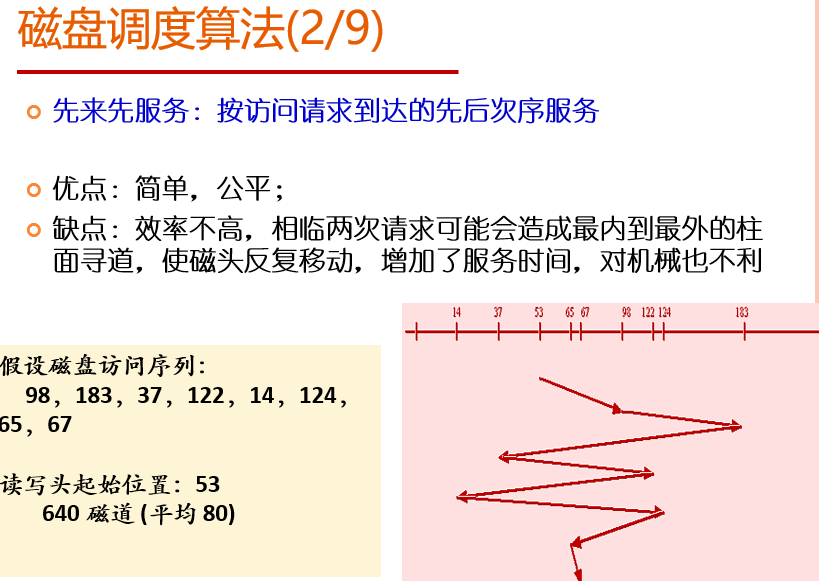 磁盘调度算法(2/9)
先来先服务：按访问请求到达的先后次序服务
优点：简单，公平；
缺点：效率不高，相临两次请求可能会造成最内到最外的柱
面寻道，使磁头反复移动，增加了服务时间，对机械也不利
14 37 53 65 67 98 122 124 183
假设磁盘访问序列：
98，183，37，122，14，124，
65，67
读写头起始位置：53
640 磁道 (平均 80)